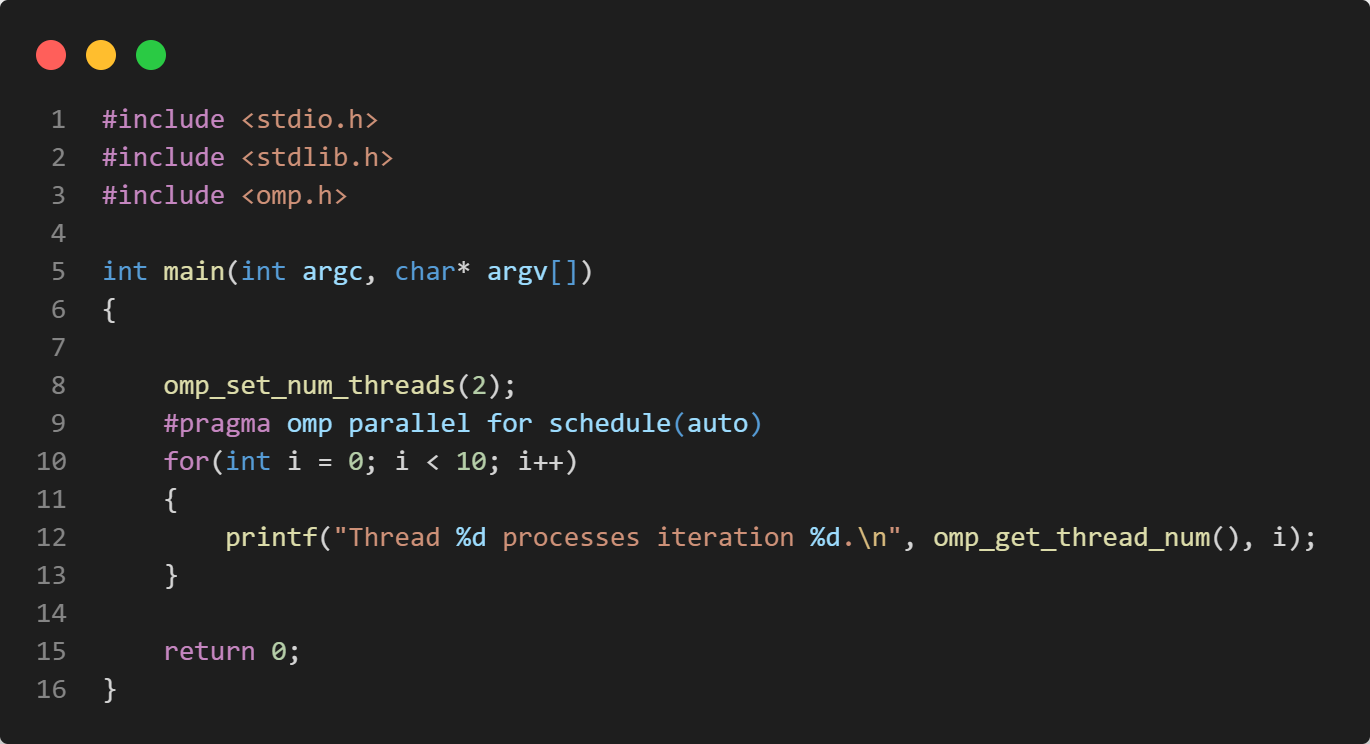 1 #include <stdio.h>
2 #include <stdlib.h>
3 #include <omp.h>
4
5 int main(int argc, char* argv[])
6 {
7
8     omp_set_num_threads(2);
9     #pragma omp parallel for schedule(auto)
10     for(int i = 0; i < 10; i++)
11     {
12         printf("Thread %d processes iteration %d.\n", omp_get_thread_num(), i);
13     }
14
15     return 0;
16 }